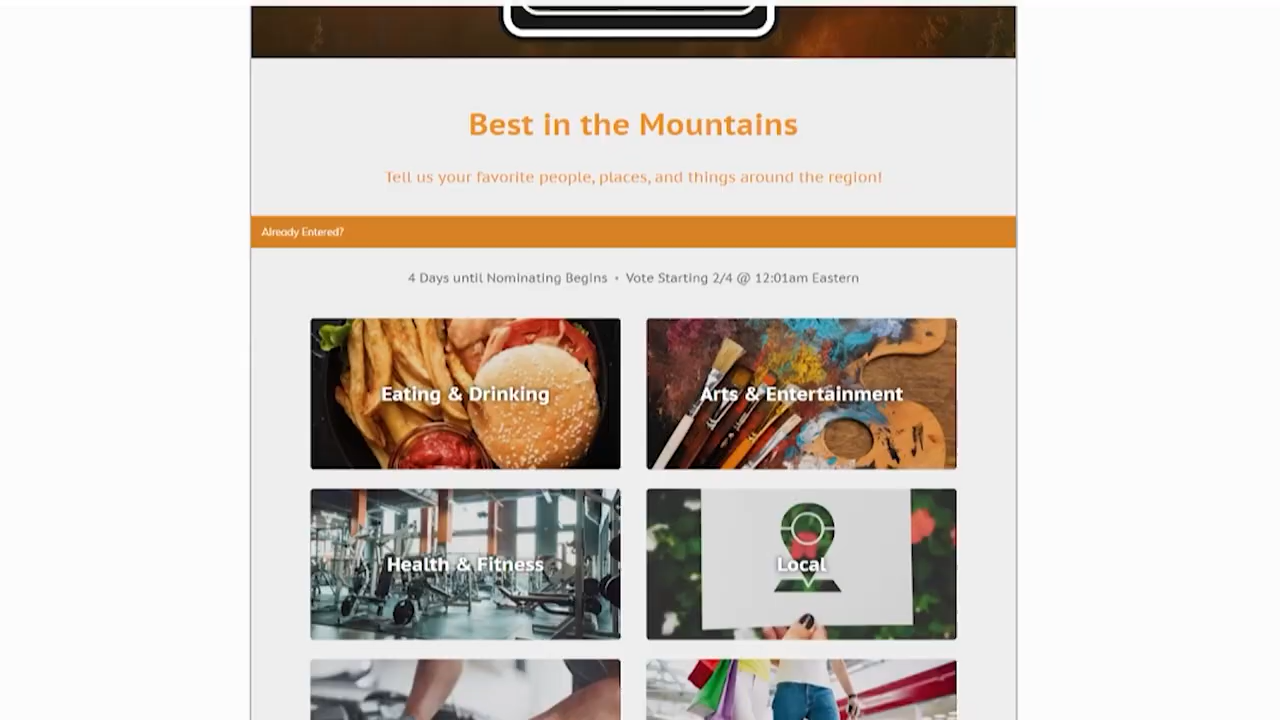 Best in the Mountains
Tell us your favorite people, places, and things around the region!
Already Entered?
4 Days until Nominating Begins • Vote Starting 2/4 @ 12:01am Eastern
Eating & Drinking
Arts & Entertainment
Health & Fitness
Local